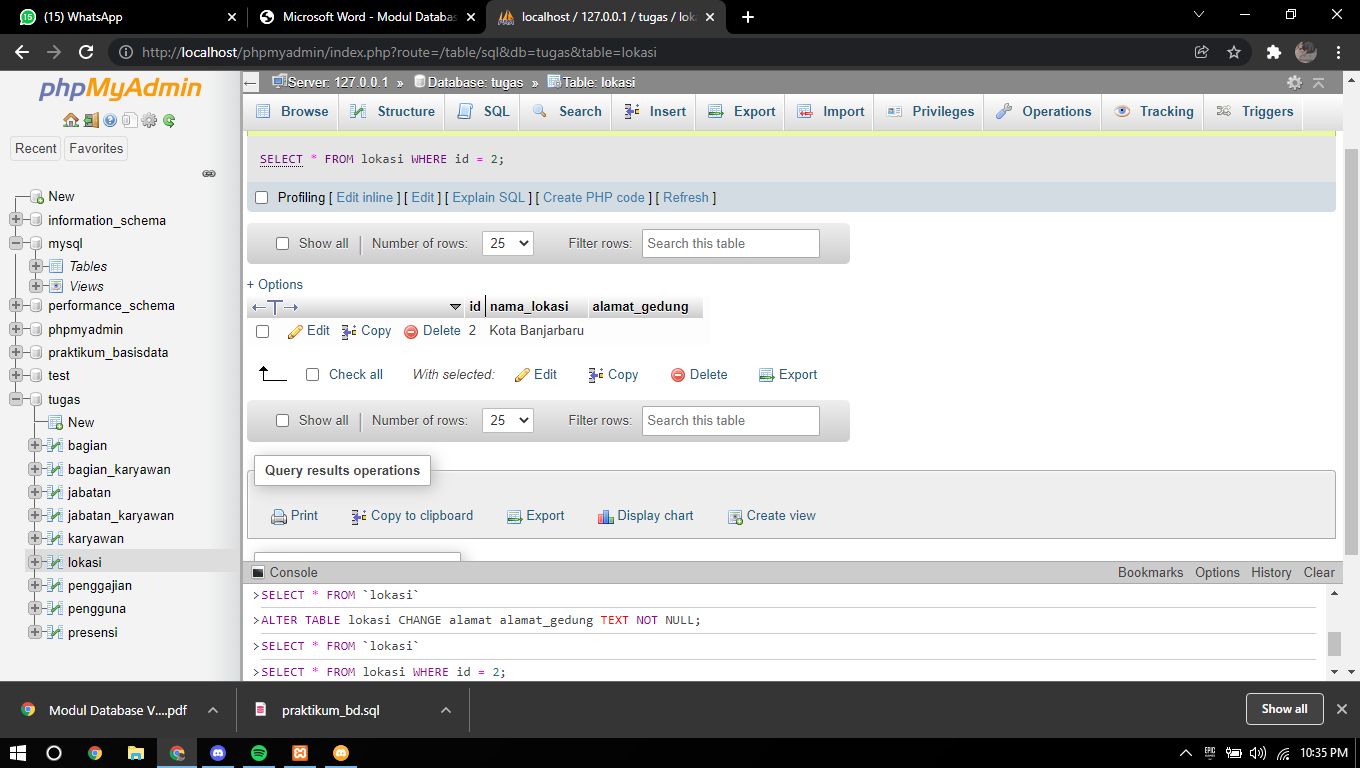 (15) WhatsApp
Microsoft Word - Modul Databas
localhost / 127.0.0.1 / tugas / lok
http://localhost/phpmyadmin/index.php?route=/table/sql&db=tugas&table=lokasi
phpMyAdmin
Recent Favorites
New
information_schema
mysql
Tables
Views
performance_schema
phpmyadmin
praktikum_basisdata
test
tugas
New
bagian
bagian_karyawan
jabatan
jabatan_karyawan
karyawan
lokasi
penggajian
pengguna
presensi
Server: 127.0.0.1 » Database: tugas » Table: lokasi
Browse Structure SQL Search Insert Export Import Privileges Operations Tracking Triggers
SELECT * FROM lokasi WHERE id = 2;
Profiling [ Edit inline ] [ Edit ] [ Explain SQL ] [ Create PHP code ] [ Refresh ]
Show all Number of rows: 25 Filter rows: Search this table
+ Options
id nama_lokasi alamat_gedung
Edit Copy Delete 2 Kota Banjarbaru
Check all With selected: Edit Copy Delete Export
Show all Number of rows: 25 Filter rows: Search this table
Query results operations
Print Copy to clipboard Export Display chart Create view
Console Bookmarks Options History Clear
>SELECT * FROM `lokasi`
>ALTER TABLE lokasi CHANGE alamat alamat_gedung TEXT NOT NULL;
>SELECT * FROM `lokasi`
>SELECT * FROM lokasi WHERE id = 2;
Modul Database V....pdf
praktikum_bd.sql
Show all
10:35 PM